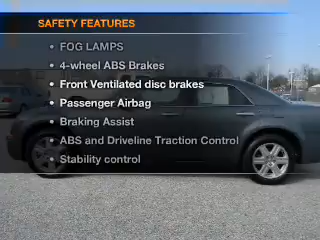 SAFETY FEATURES
• FOG LAMPS
• 4-wheel ABS Brakes
• Front Ventilated disc brakes
• Passenger Airbag
• Braking Assist
• ABS and Driveline Traction Control
• Stability control